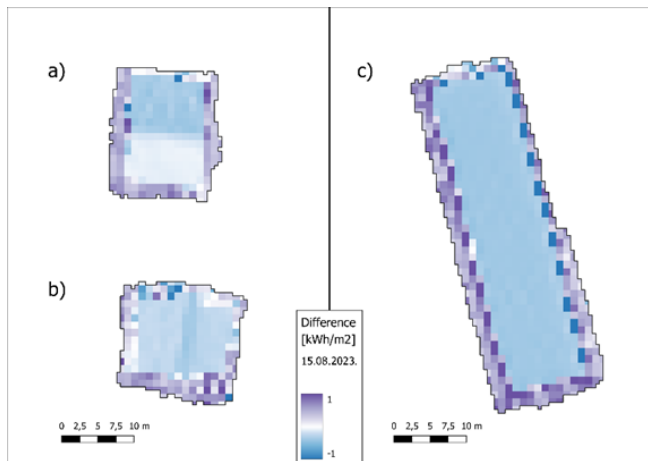 a)
c)
b)
Difference
[kWh/m2]
15.08.2023.
1
-1
0 2,5 5 7,5 10 m
0 2,5 5 7,5 10 m